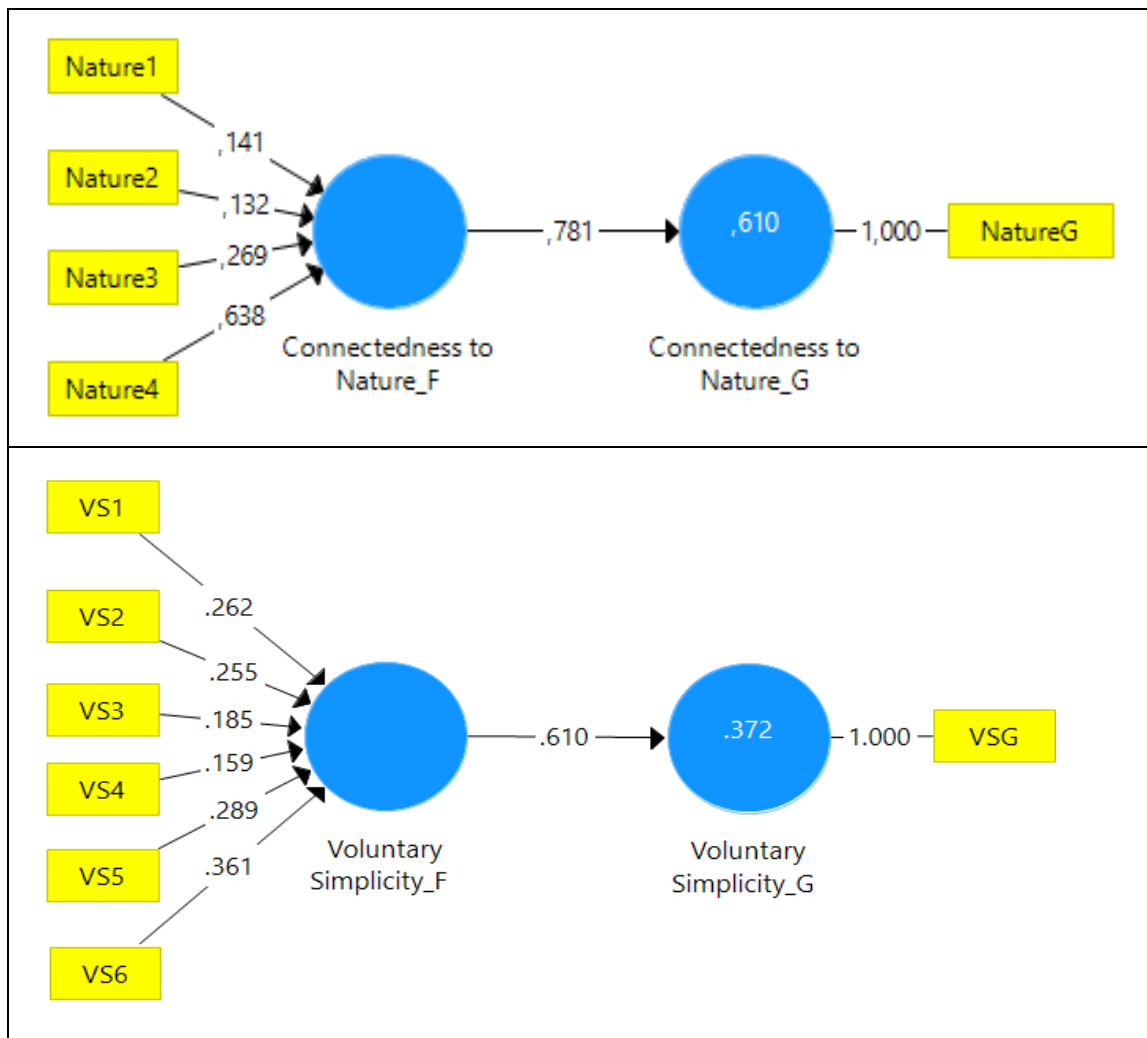 Nature1
,141
Nature2
,132
Nature3
,269
Nature4
,638
Connectedness to
Nature_F
,781
,610
Connectedness to
Nature_G
1,000
NatureG
VS1
.262
VS2
.255
VS3
.185
VS4
.159
VS5
.289
VS6
.361
Voluntary
Simplicity_F
.610
.372
Voluntary
Simplicity_G
1.000
VSG